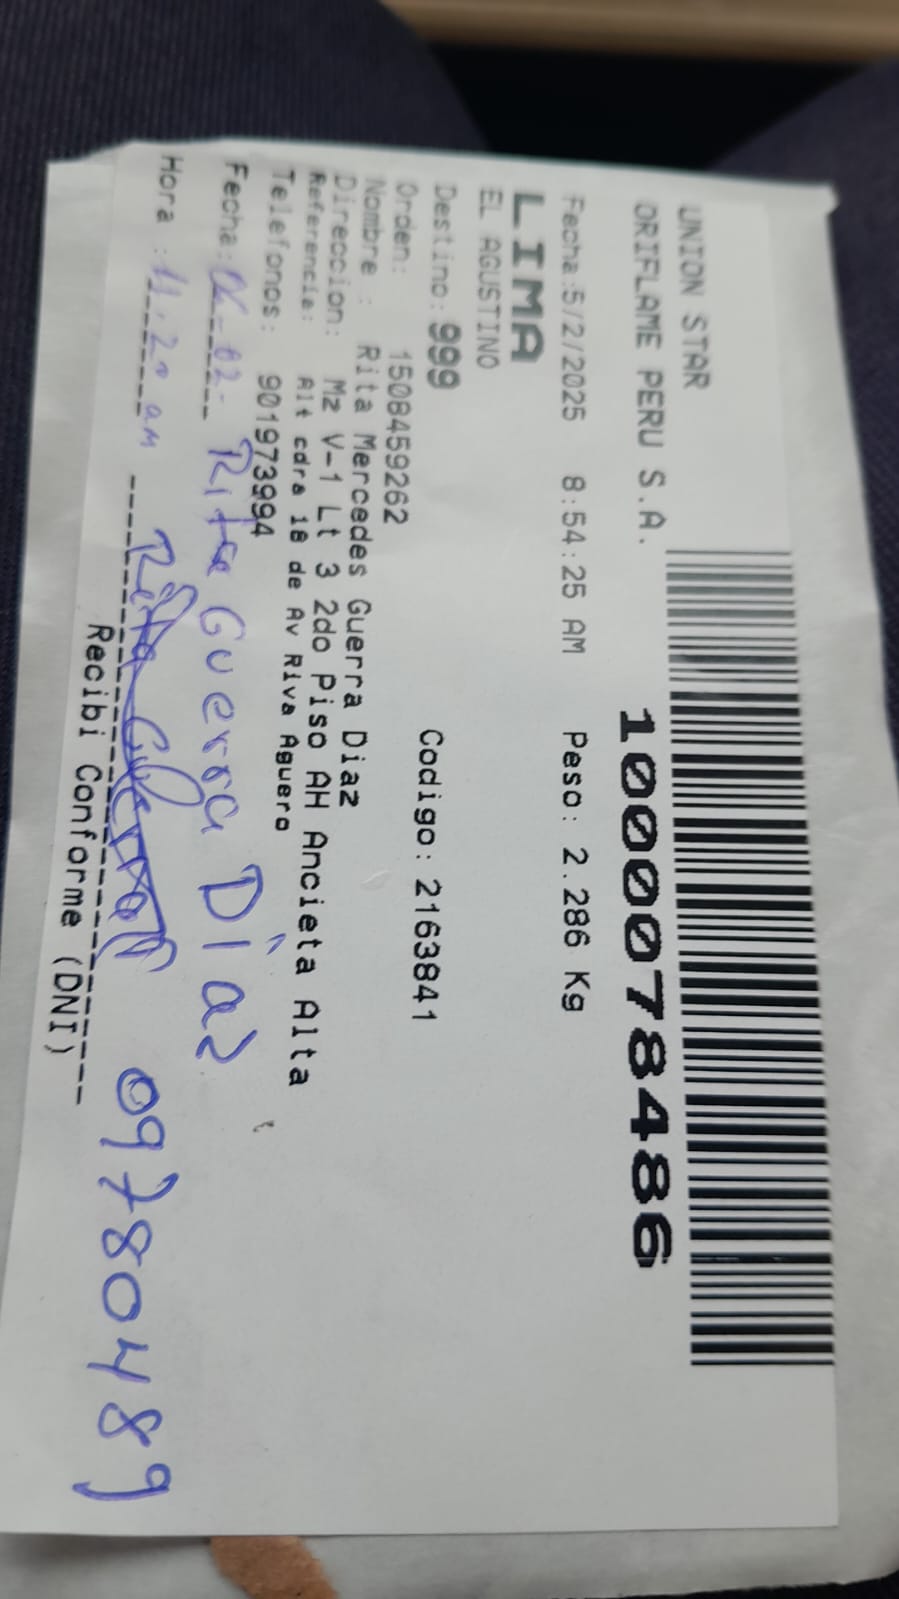 UNION STAR
ORIFLAME PERU S.A.
1000078486
Fecha:5/2/2025 8:54:25 AM Peso: 2.286 Kg
LIMA
EL AGUSTINO
Destino: 999 Codigo: 2163841
Orden: 1508459262
Nombre : Rita Mercedes Guerra Diaz
Direccion: Mz V-1 Lt 3 2do Piso AH Ancieta Alta
Referencia: Alt cdra 18 de Av Riva Aguero
Telefonos: 901973994
Fecha: 06-02- Rita Guerra Díaz
Hora : 11.20 am Rita Guerra 09780489
Recibi Conforme (DNI)